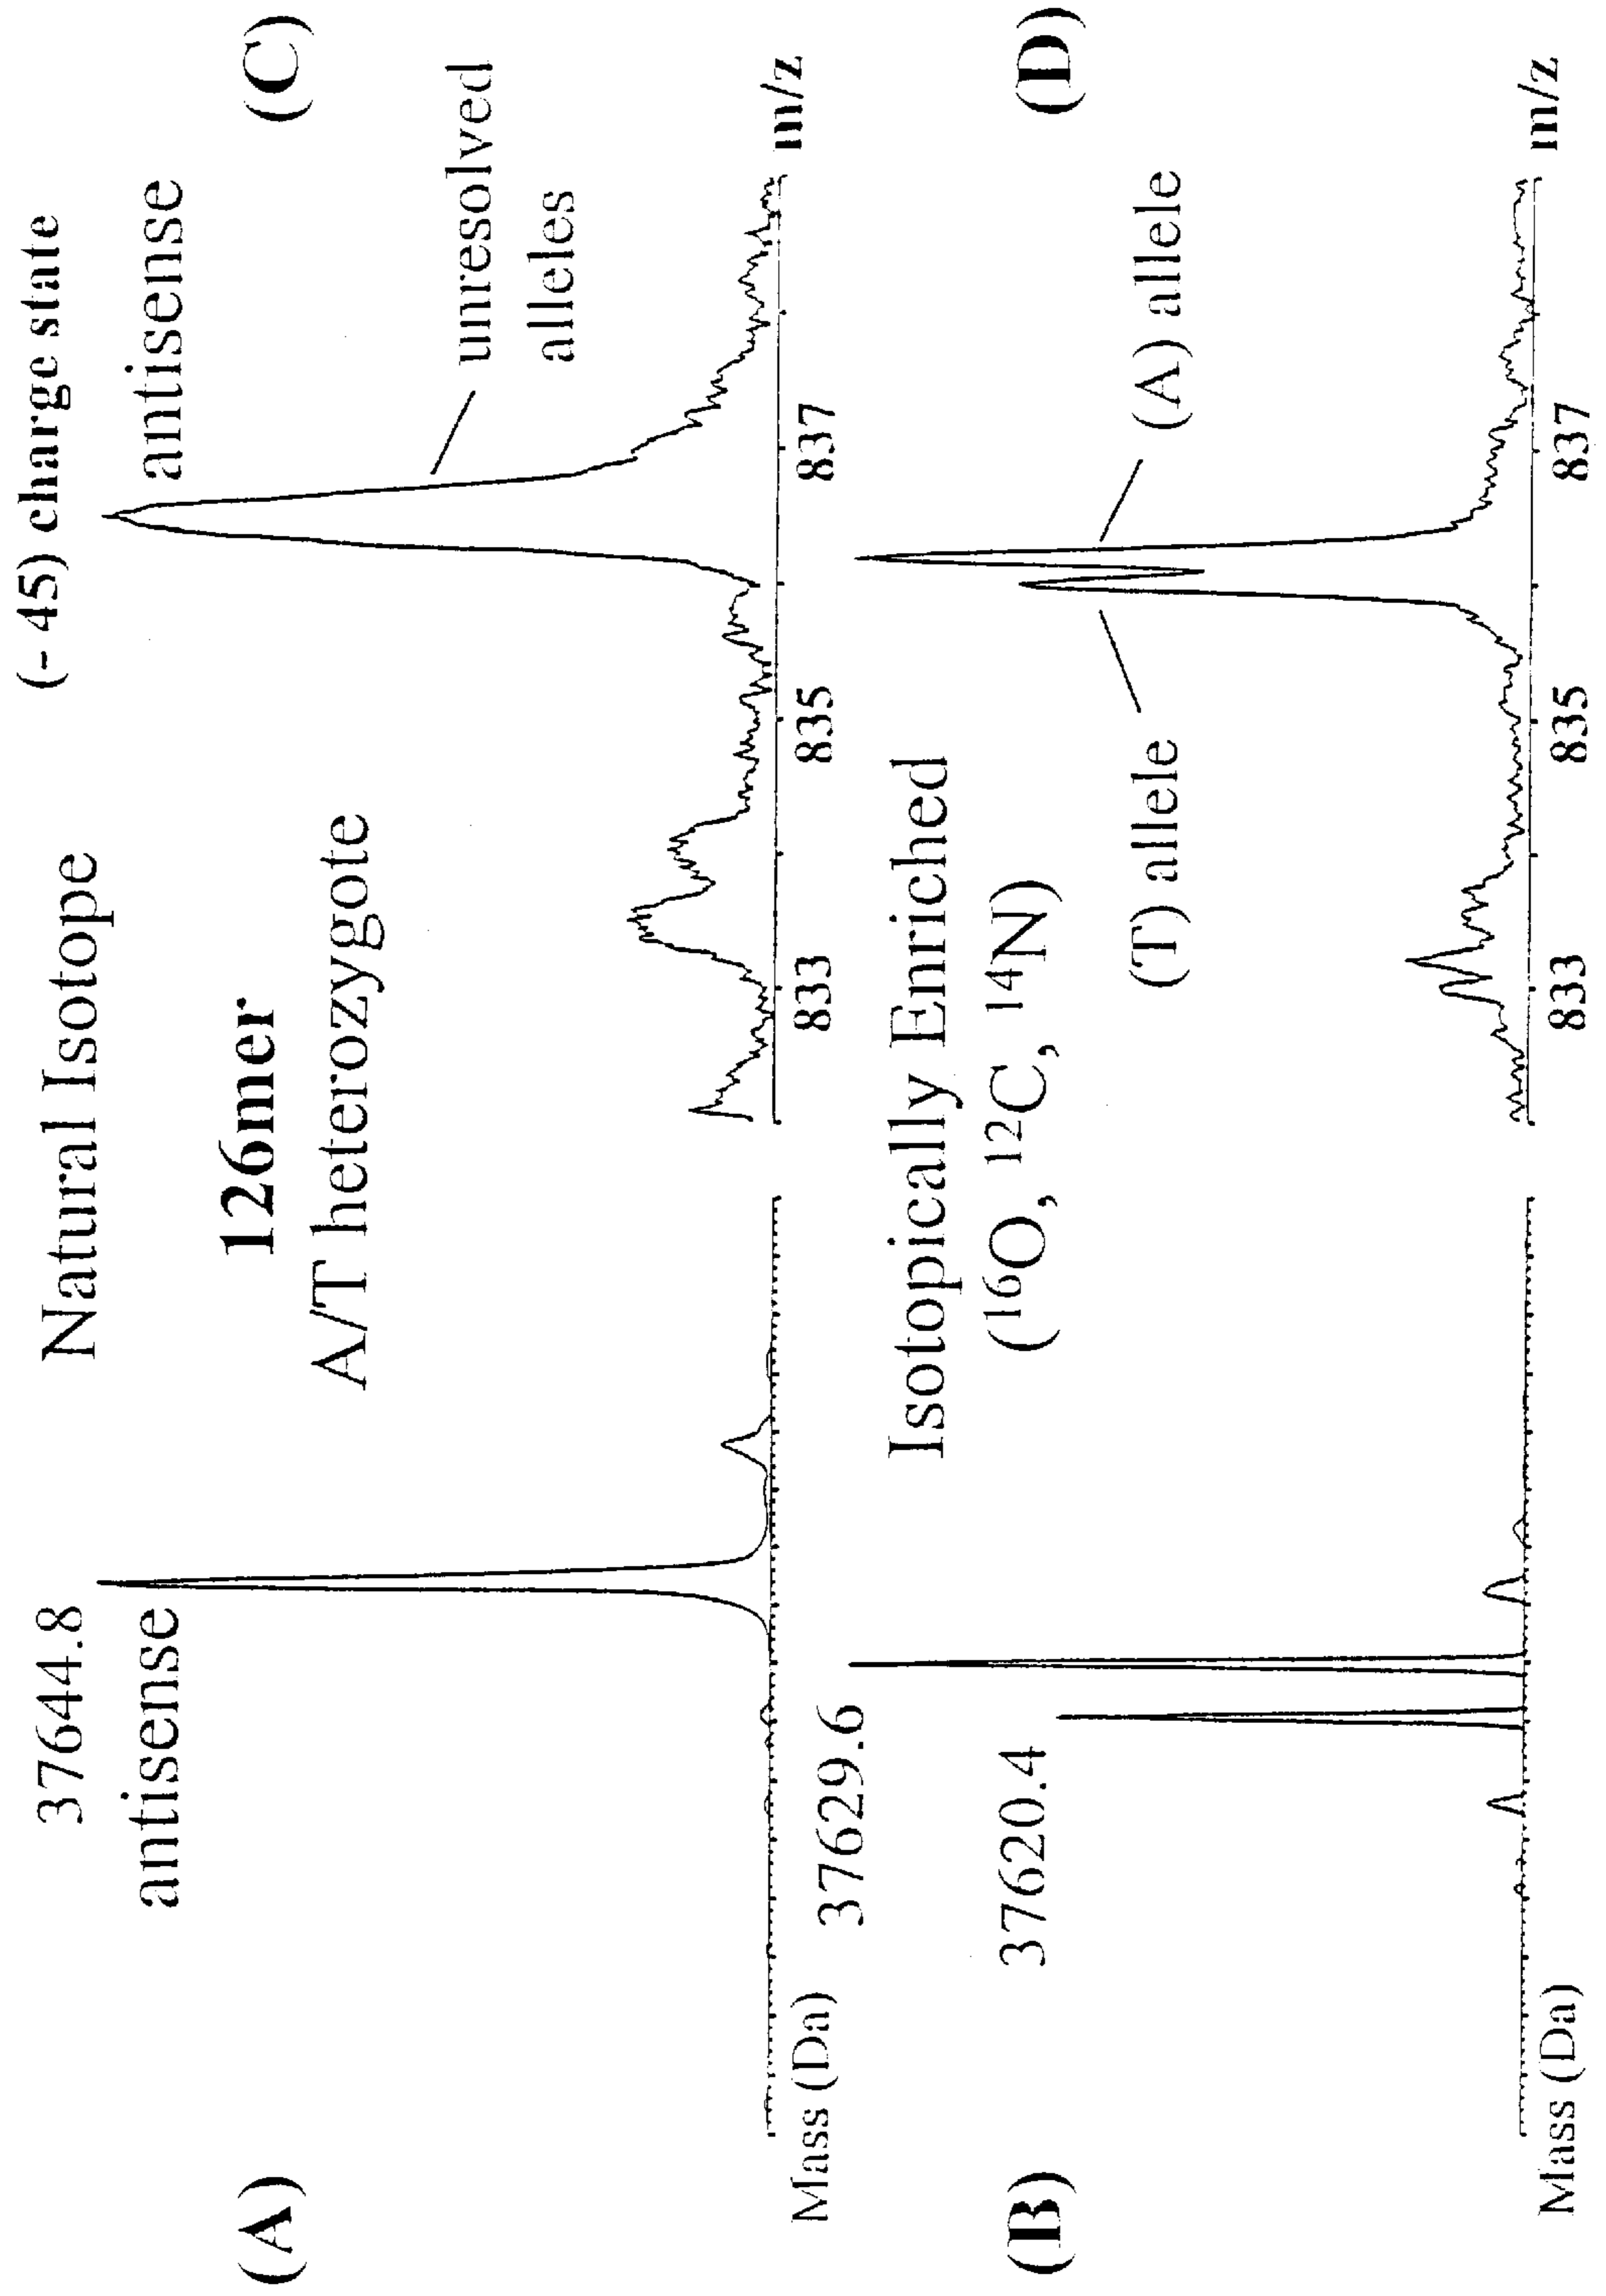 Natural Isotope
(- 45) charge state
(A)
37644.8
antisense
126mer
A/T heterozygote
antisense
(C)
unresolved
alleles
Mass (Da)
833
835
837
m/z
Isotopically Enriched
(¹⁶O, ¹²C, ¹⁴N)
(B)
37629.6
37620.4
(D)
(T) allele
(A) allele
Mass (Da)
833
835
837
m/z